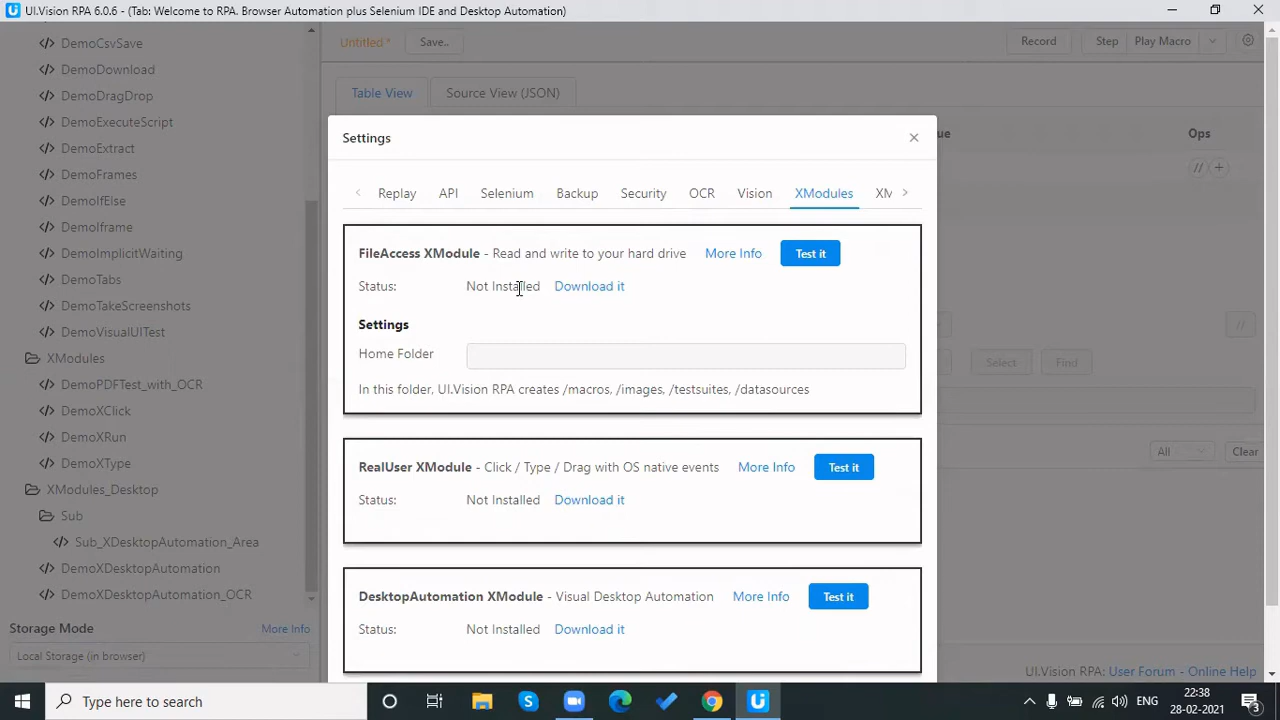 UI.Vision RPA 6.0.6 - (Tab: Welcome to RPA. Browser Automation plus Selenium IDE and Desktop Automation)
DemoCsvSave
DemoDownload
DemoDragDrop
DemoExecuteScript
DemoExtract
DemoFrames
DemoIfElse
DemoIframe
DemoImplicitWaiting
DemoTabs
DemoTakeScreenshots
DemoVisualUITest
XModules
DemoPDFTest_with_OCR
DemoXClick
DemoXRun
DemoXType
XModules_Desktop
Sub
Sub_XDesktopAutomation_Area
DemoXDesktopAutomation
DemoXDesktopAutomation_OCR
Storage Mode More Info
Local Storage (in browser)
Untitled * Save.. Record Step Play Macro
Table View Source View (JSON)
ue Ops
// +
//
Select Find
All Clear
Settings
Replay API Selenium Backup Security OCR Vision XModules XM
FileAccess XModule - Read and write to your hard drive More Info Test it
Status: Not Installed Download it
Settings
Home Folder
In this folder, UI.Vision RPA creates /macros, /images, /testsuites, /datasources
RealUser XModule - Click / Type / Drag with OS native events More Info Test it
Status: Not Installed Download it
DesktopAutomation XModule - Visual Desktop Automation More Info Test it
Status: Not Installed Download it
UI.Vision RPA: User Forum - Online Help
Type here to search
ENG
22:38
28-02-2021
3